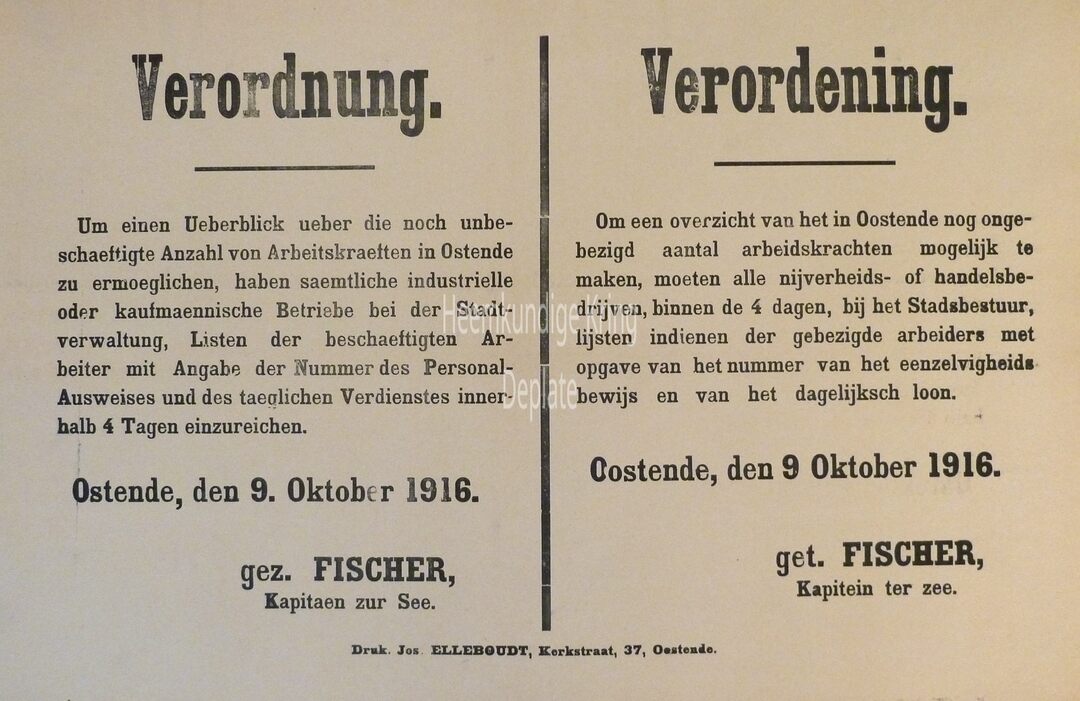 Verordnung.
Um einen Ueberblick ueber die noch unbe-
schaeftigte Anzahl von Arbeitskraeften in Ostende
zu ermoeglichen, haben saemtliche industrielle
oder kaufmaennische Betriebe bei der Stadt-
verwaltung, Listen der beschaeftigten Ar-
beiter mit Angabe der Nummer des Personal-
Ausweises und des taeglichen Verdienstes inner-
halb 4 Tagen einzureichen.
Ostende, den 9. Oktober 1916.
gez. FISCHER,
Kapitaen zur See.
Verordening.
Om een overzicht van het in Oostende nog onge-
bezigd aantal arbeidskrachten mogelijk te
maken, moeten alle nijverheids- of handelsbe-
drijven, binnen de 4 dagen, bij het Stadsbestuur,
lijsten indienen der gebezigde arbeiders met
opgave van het nummer van het eenzelvigheids
bewijs en van het dagelijksch loon.
Oostende, den 9 Oktober 1916.
get. FISCHER,
Kapitein ter zee.
Druk. Jos. ELLEBOUDT, Kerkstraat, 37, Oostende.
Heemkundige Kring
Deplate